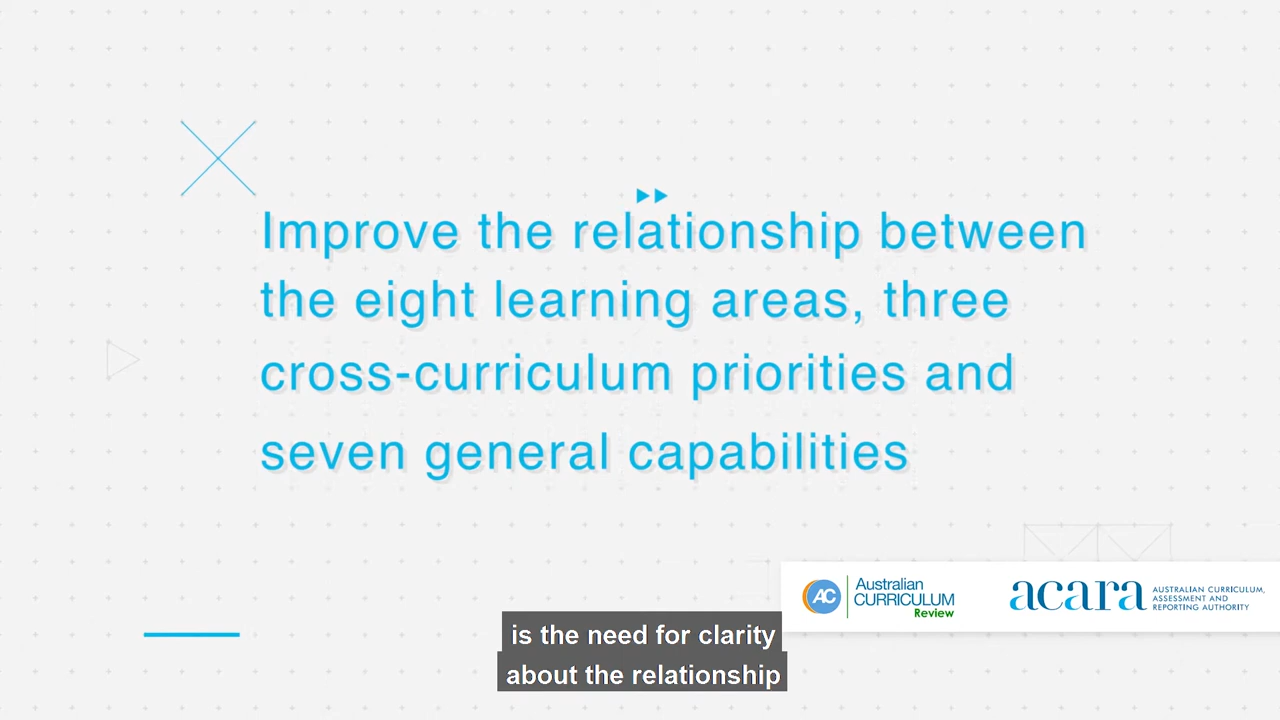 Improve the relationship between
the eight learning areas, three
cross-curriculum priorities and
seven general capabilities
AC
Australian
CURRICULUM
Review
acara
AUSTRALIAN CURRICULUM,
ASSESSMENT AND
REPORTING AUTHORITY
is the need for clarity
about the relationship